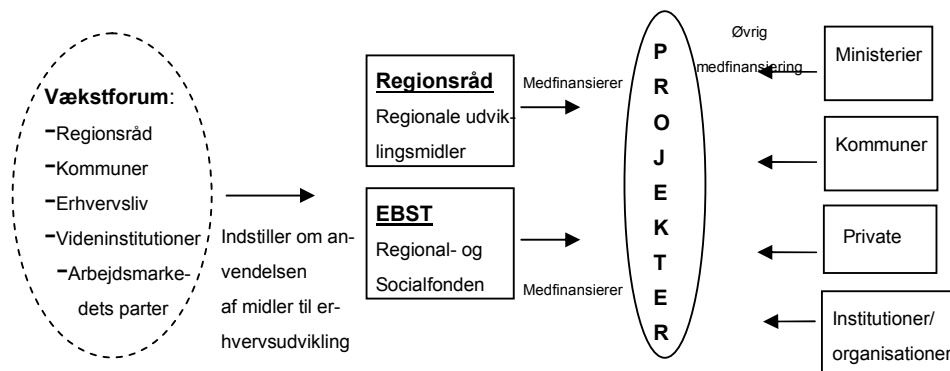 Vækstforum:
-Regionsråd
-Kommuner
-Erhvervsliv
-Videninstitutioner
-Arbejdsmarke-
dets parter
Indstiller om an-
vendelsen
af midler til er-
hvervsudvikling
Regionsråd
Regionale udvik-
lingsmidler
EBST
Regional- og
Socialfonden
Medfinansierer
Medfinansierer
P
R
O
J
E
K
T
E
R
Øvrig
medfinansiering
Ministerier
Kommuner
Private
Institutioner/
organisationer